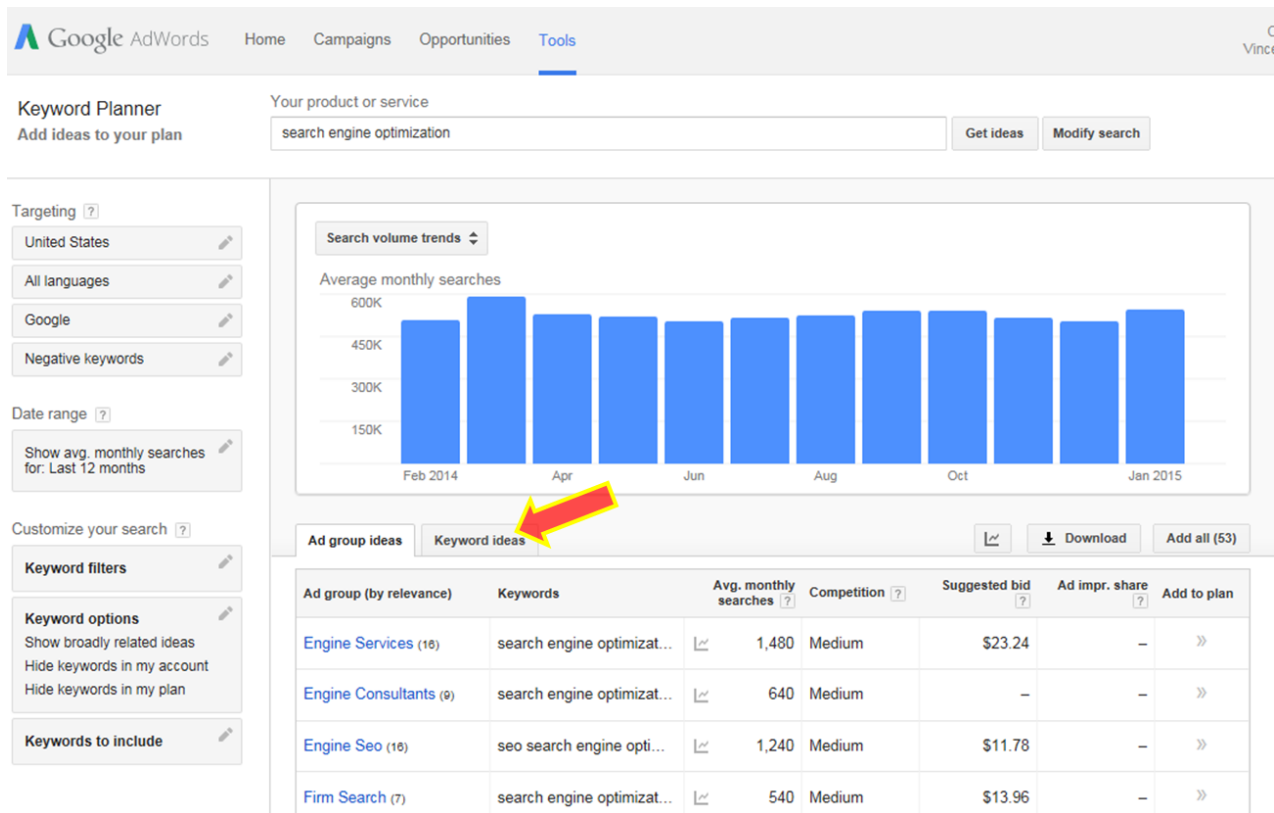 Google AdWords Home Campaigns Opportunities Tools
Vince
Keyword Planner
Add ideas to your plan
Your product or service
search engine optimization
Get ideas Modify search
Targeting ?
United States
All languages
Google
Negative keywords
Date range ?
Show avg. monthly searches
for: Last 12 months
Customize your search ?
Keyword filters
Keyword options
Show broadly related ideas
Hide keywords in my account
Hide keywords in my plan
Keywords to include
Search volume trends
Average monthly searches
600K
450K
300K
150K
Feb 2014 Apr Jun Aug Oct Jan 2015
Ad group ideas Keyword ideas Download Add all (53)
Ad group (by relevance) Keywords Avg. monthly searches ? Competition ? Suggested bid ? Ad impr. share ? Add to plan
Engine Services (16) search engine optimizat... 1,480 Medium $23.24 – »
Engine Consultants (9) search engine optimizat... 640 Medium – – »
Engine Seo (16) seo search engine opti... 1,240 Medium $11.78 – »
Firm Search (7) search engine optimizat... 540 Medium $13.96 – »